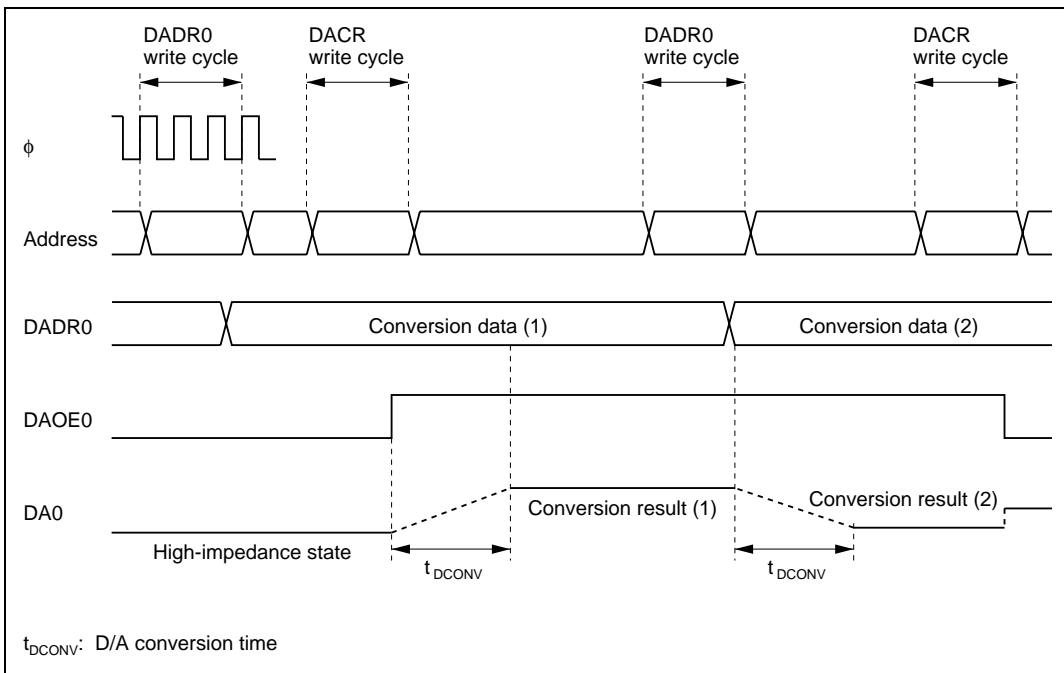 DADR0
write cycle
DACR
write cycle
DADR0
write cycle
DACR
write cycle
ϕ
Address
DADR0
Conversion data (1)
Conversion data (2)
DAOE0
DA0
Conversion result (1)
Conversion result (2)
High-impedance state
tDCONV
tDCONV
tDCONV: D/A conversion time